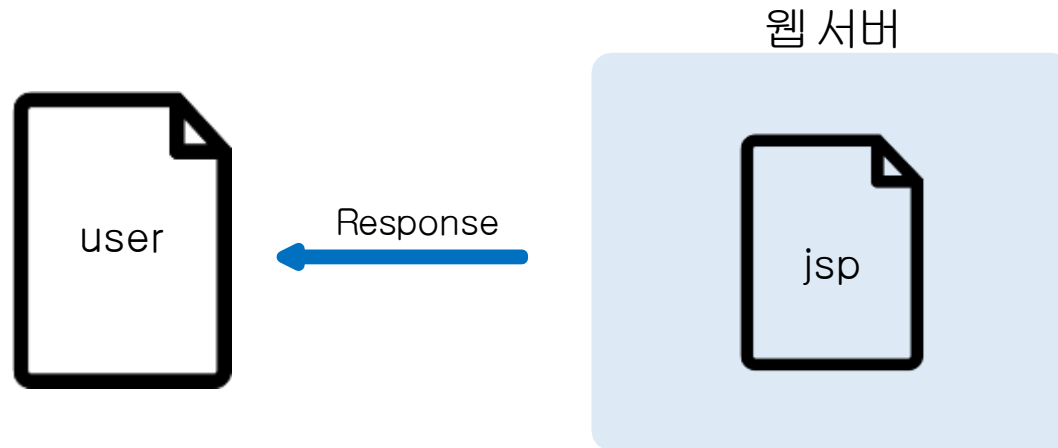 웹 서버
user
Response
jsp